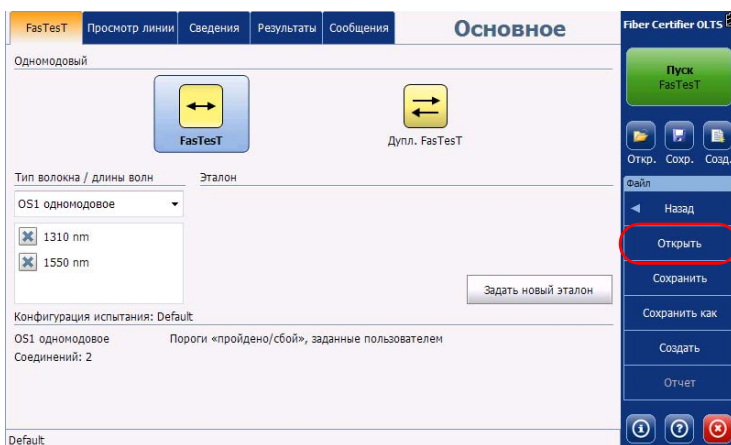 FasTesT
Просмотр линии
Сведения
Результаты
Сообщения
Основное
Fiber Certifier OLTS
Одномодовый
FasTesT
Дупл. FasTesT
Пуск
FasTesT
Откр.
Сохр.
Созд.
Тип волокна / длины волн
Эталон
OS1 одномодовое
1310 nm
1550 nm
Задать новый эталон
Конфигурация испытания: Default
OS1 одномодовое
Пороги «пройдено/сбой», заданные пользователем
Соединений: 2
Default
Файл
Назад
Открыть
Сохранить
Сохранить как
Создать
Отчет